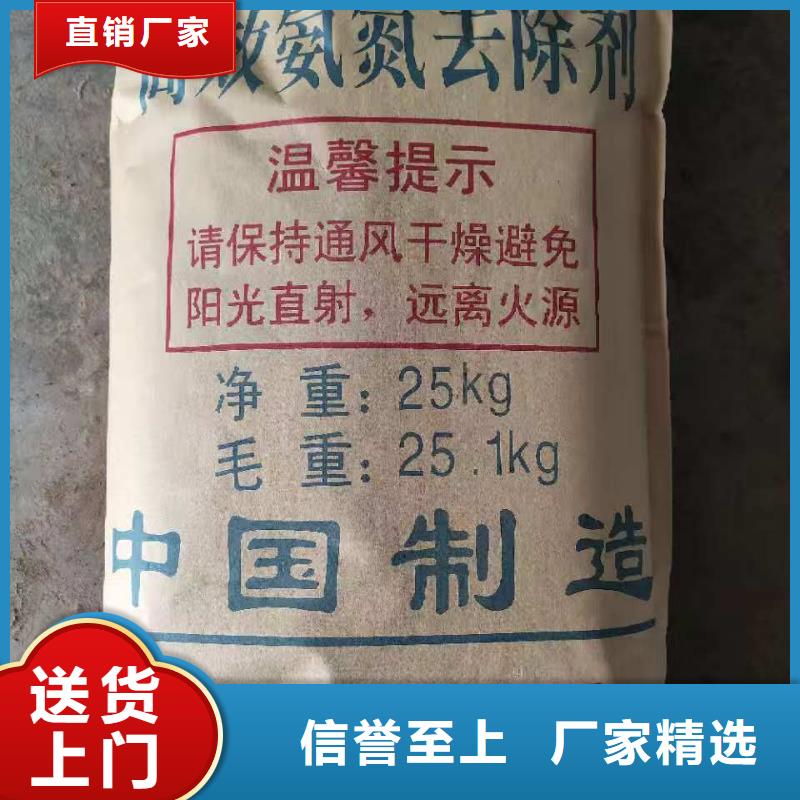 直销厂家
高效氨氮去除剂
温馨提示
请保持通风干燥避免
阳光直射，远离火源
净 重：25kg
毛 重：25.1kg
中国制造
送货
上门
信誉至上 厂家精选